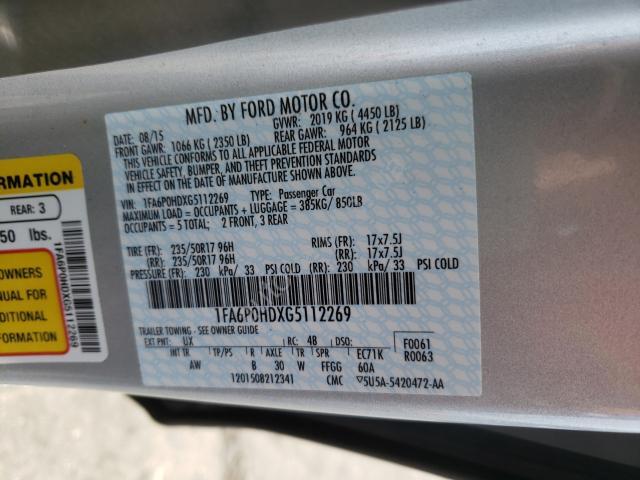 MFD. BY FORD MOTOR CO.
DATE: 08/15 GVWR: 2019 KG ( 4450 LB)
FRONT GAWR: 1066 KG ( 2350 LB) REAR GAWR: 964 KG ( 2125 LB)
THIS VEHICLE CONFORMS TO ALL APPLICABLE FEDERAL MOTOR
VEHICLE SAFETY, BUMPER, AND THEFT PREVENTION
STANDARDS IN EFFECT ON THE DATE OF MANUFACTURE SHOWN ABOVE.
VIN: 1FA6P0HDXG5112269 TYPE: Passenger Car
MAXIMUM LOAD = OCCUPANTS + LUGGAGE = 385KG/ 850LB
OCCUPANTS = 5 TOTAL: 2 FRONT, 3 REAR
TIRE (FR): 235/50R17 96H RIMS (FR): 17x7.5J
(RR): 235/50R17 96H (RR): 17x7.5J
PRESSURE (FR): 230 kPa/ 33 PSI COLD (RR): 230 kPa/ 33 PSI COLD
1FA6P0HDXG5112269
TRAILER TOWING - SEE OWNER GUIDE
EXT PNT: UX RC: 4B DSO: F0061
INT TR TP/PS R AXLE TR SPR EC71K R0063
AW B 30 W FFGG 60A
1201508212341 CMC 5U5A-5420472-AA
FORMATION
REAR: 3
50 lbs.
OWNERS
NUAL FOR
DITIONAL
FORMATION
1FA6P0HDXG5112269